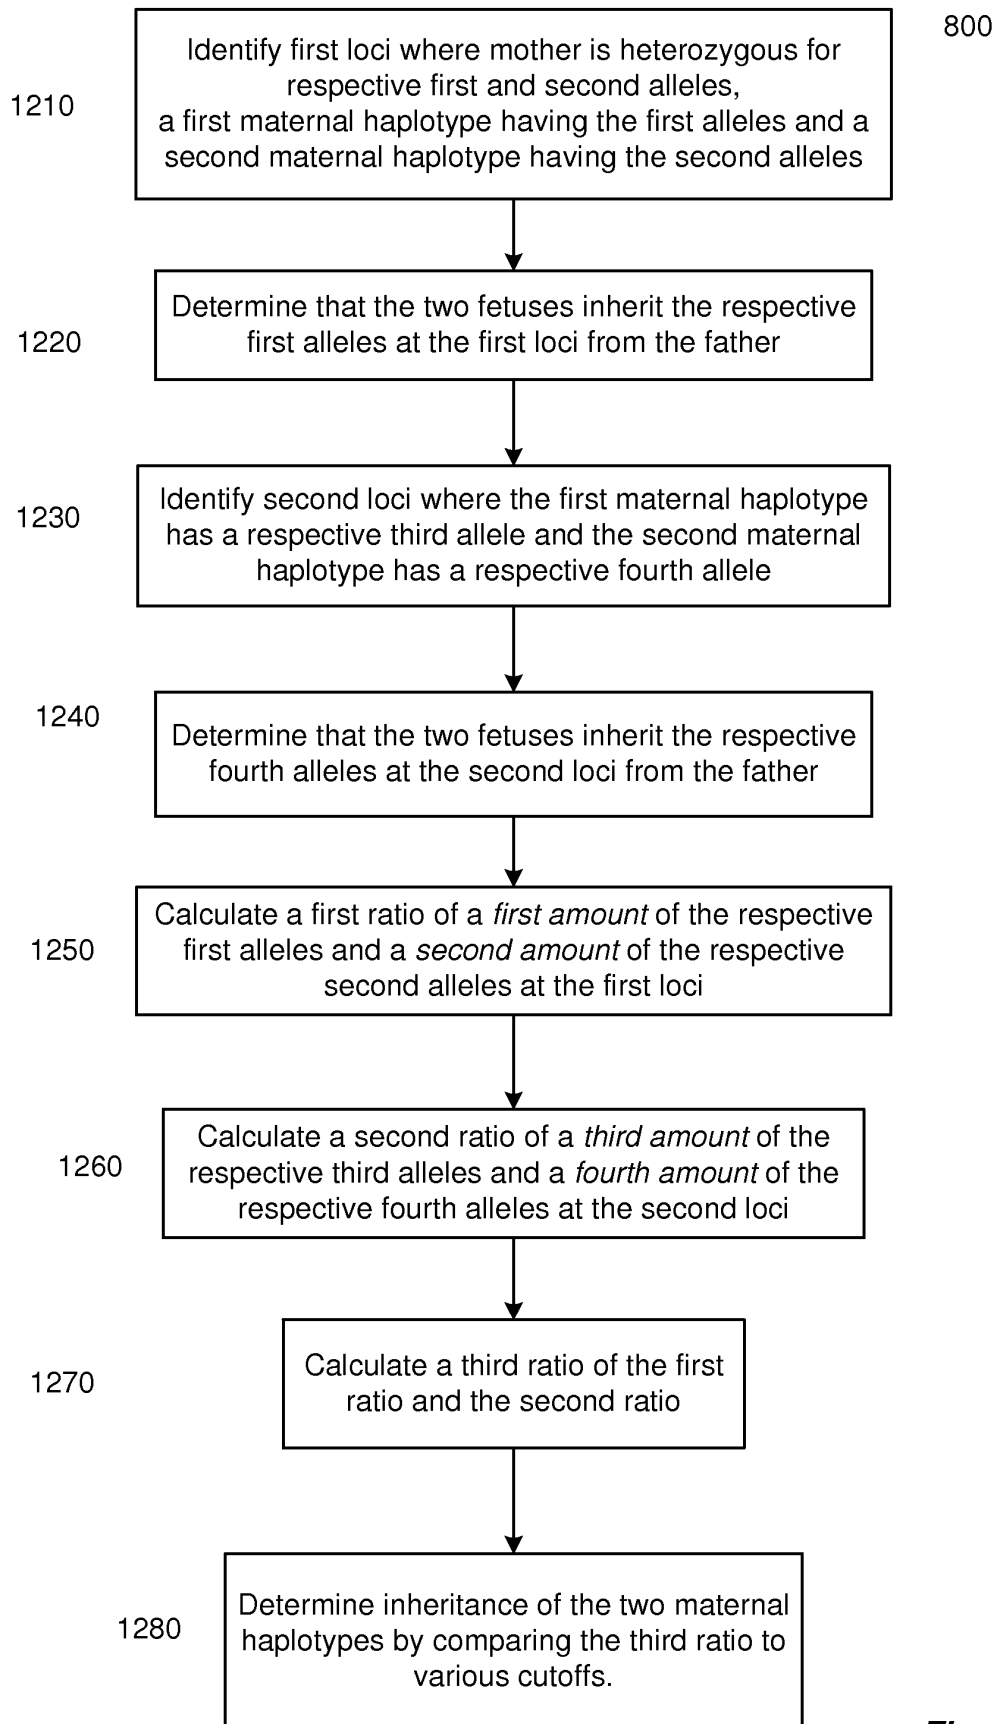 800
1210
Identify first loci where mother is heterozygous for
respective first and second alleles,
a first maternal haplotype having the first alleles and a
second maternal haplotype having the second alleles
1220
Determine that the two fetuses inherit the respective
first alleles at the first loci from the father
1230
Identify second loci where the first maternal haplotype
has a respective third allele and the second maternal
haplotype has a respective fourth allele
1240
Determine that the two fetuses inherit the respective
fourth alleles at the second loci from the father
1250
Calculate a first ratio of a first amount of the respective
first alleles and a second amount of the respective
second alleles at the first loci
1260
Calculate a second ratio of a third amount of the
respective third alleles and a fourth amount of the
respective fourth alleles at the second loci
1270
Calculate a third ratio of the first
ratio and the second ratio
1280
Determine inheritance of the two maternal
haplotypes by comparing the third ratio to
various cutoffs.